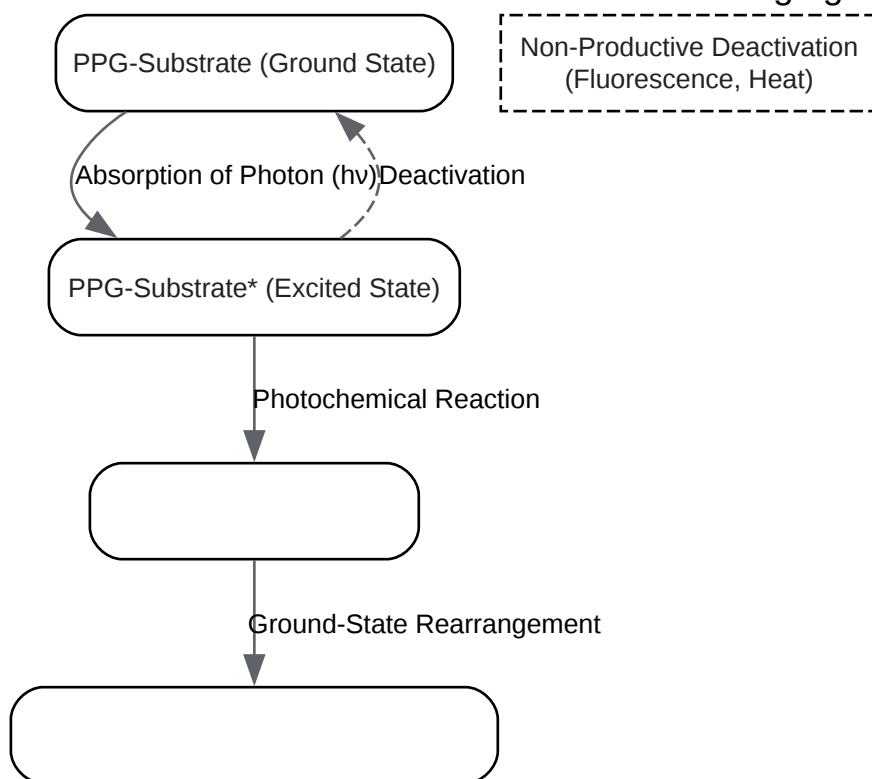 PPG-Substrate (Ground State)
Non-Productive Deactivation
(Fluorescence, Heat)
Absorption of Photon (hν)
Deactivation
PPG-Substrate* (Excited State)
Photochemical Reaction
Ground-State Rearrangement